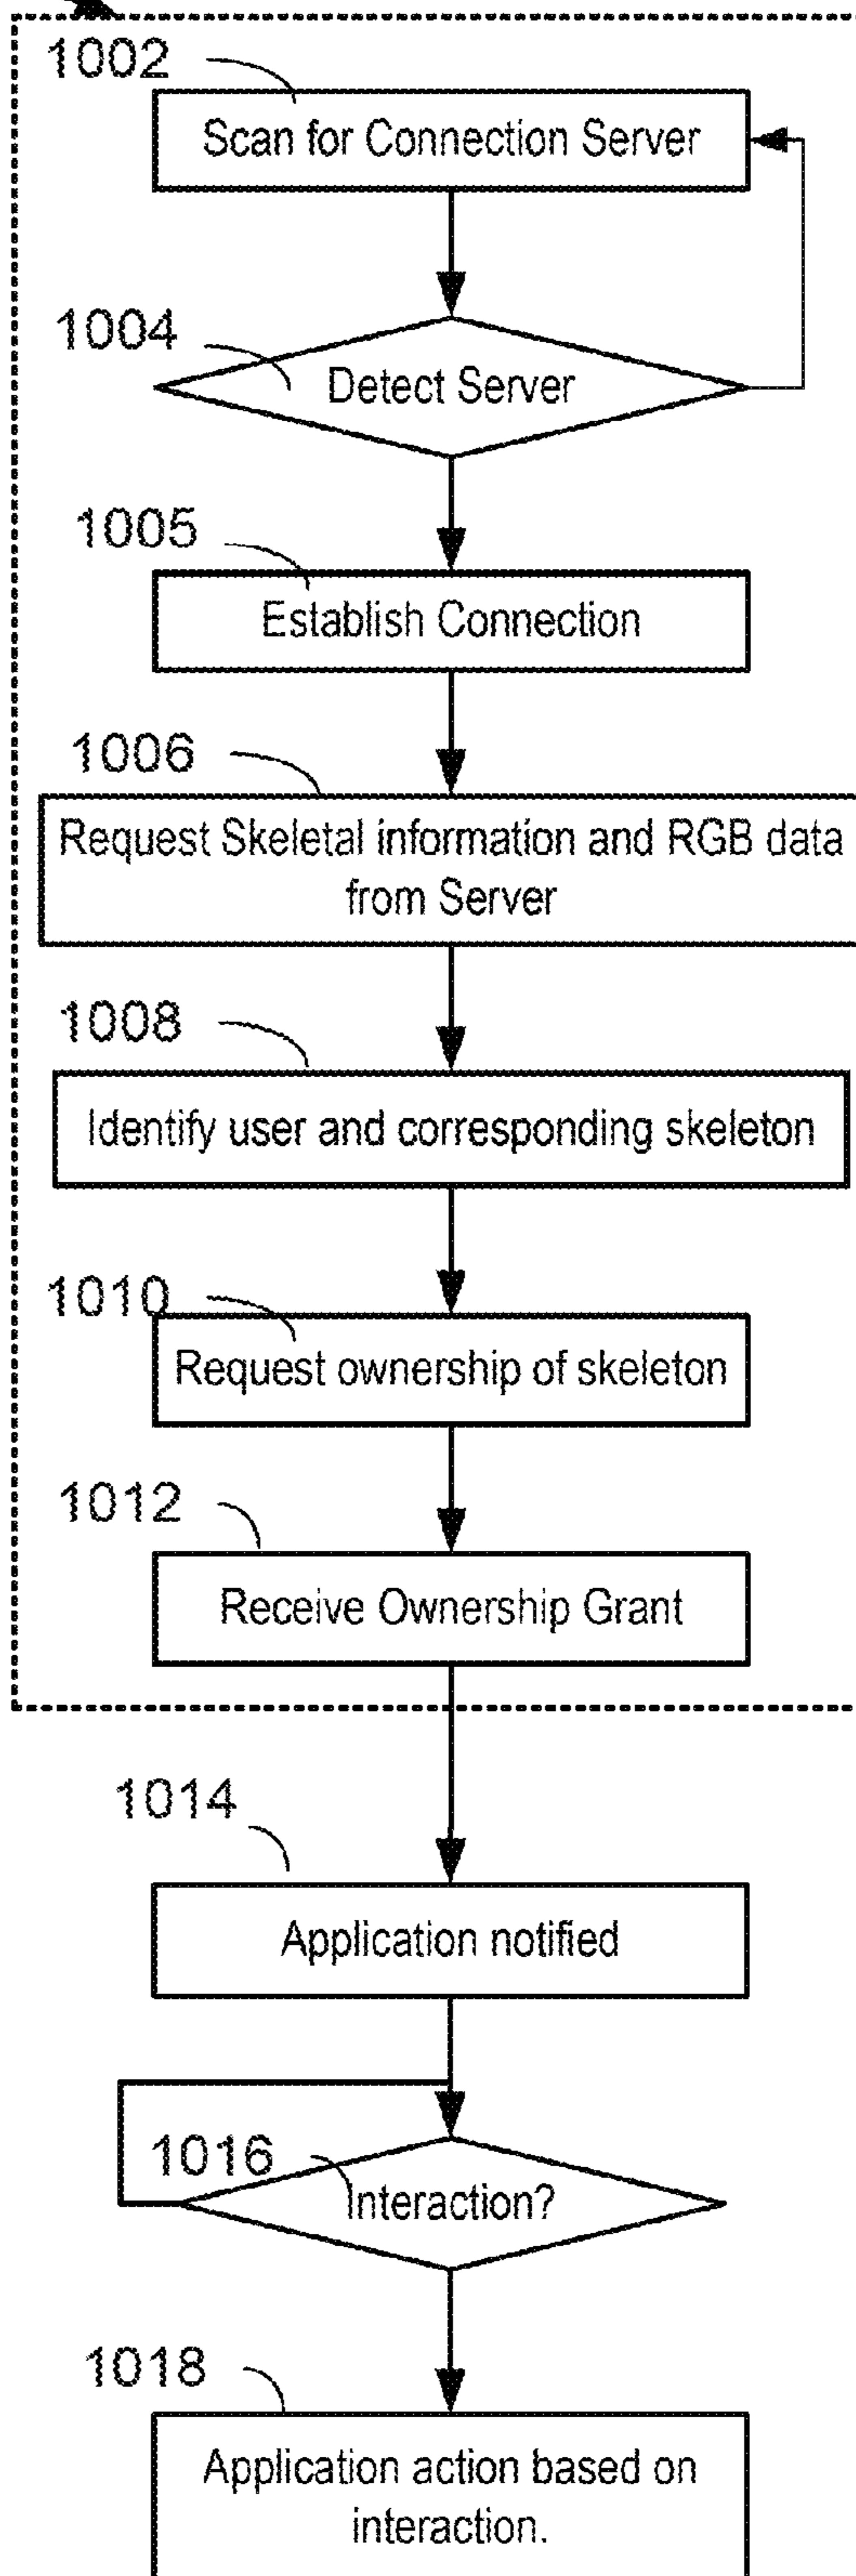 1002
Scan for Connection Server
1004
Detect Server
1005
Establish Connection
1006
Request Skeletal information and RGB data
from Server
1008
Identify user and corresponding skeleton
1010
Request ownership of skeleton
1012
Receive Ownership Grant
1014
Application notified
1016
Interaction?
1018
Application action based on
interaction.